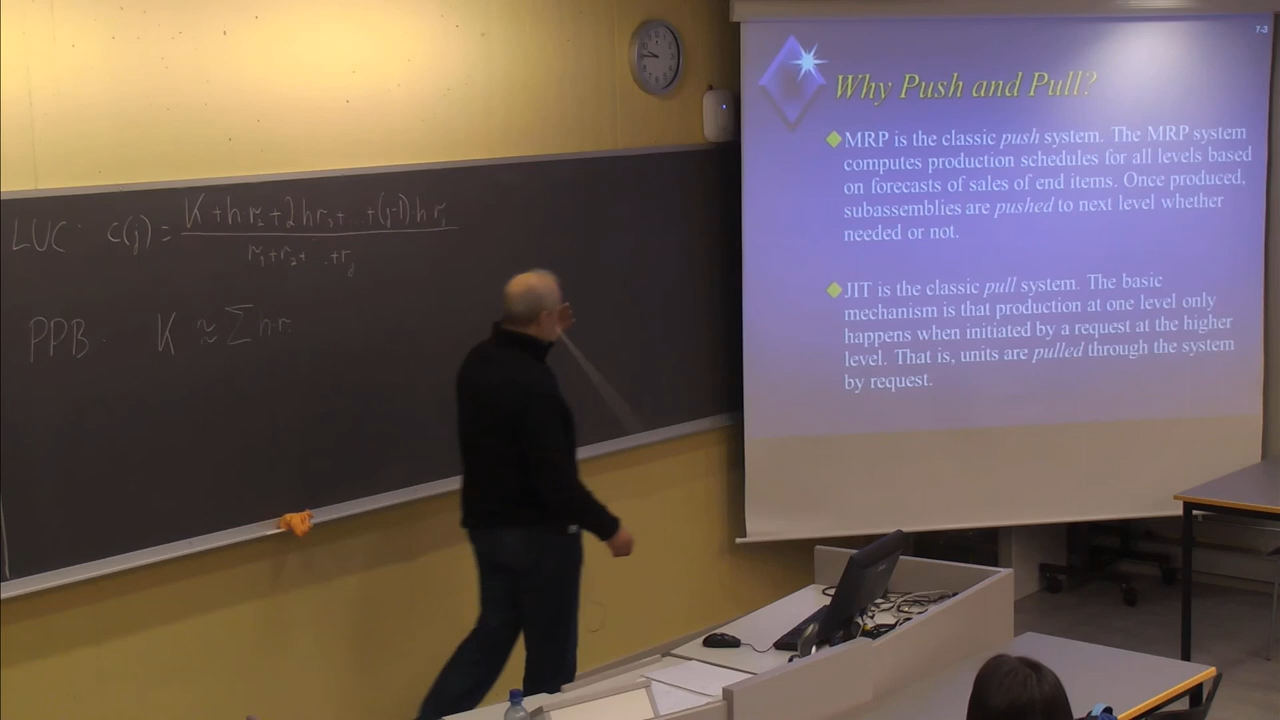 LUC: c(j) = K + h·r₂ + 2hr₃ + ... + (j-1)·h·rⱼ
r₁ + r₂ + ... + rⱼ
PPB: K ≈ ∑ h·r
7-3
Why Push and Pull?
MRP is the classic push system. The MRP system
computes production schedules for all levels based
on forecasts of sales of end items. Once produced,
subassemblies are pushed to next level whether
needed or not.
JIT is the classic pull system. The basic
mechanism is that production at one level only
happens when initiated by a request at the higher
level. That is, units are pulled through the system
by request.